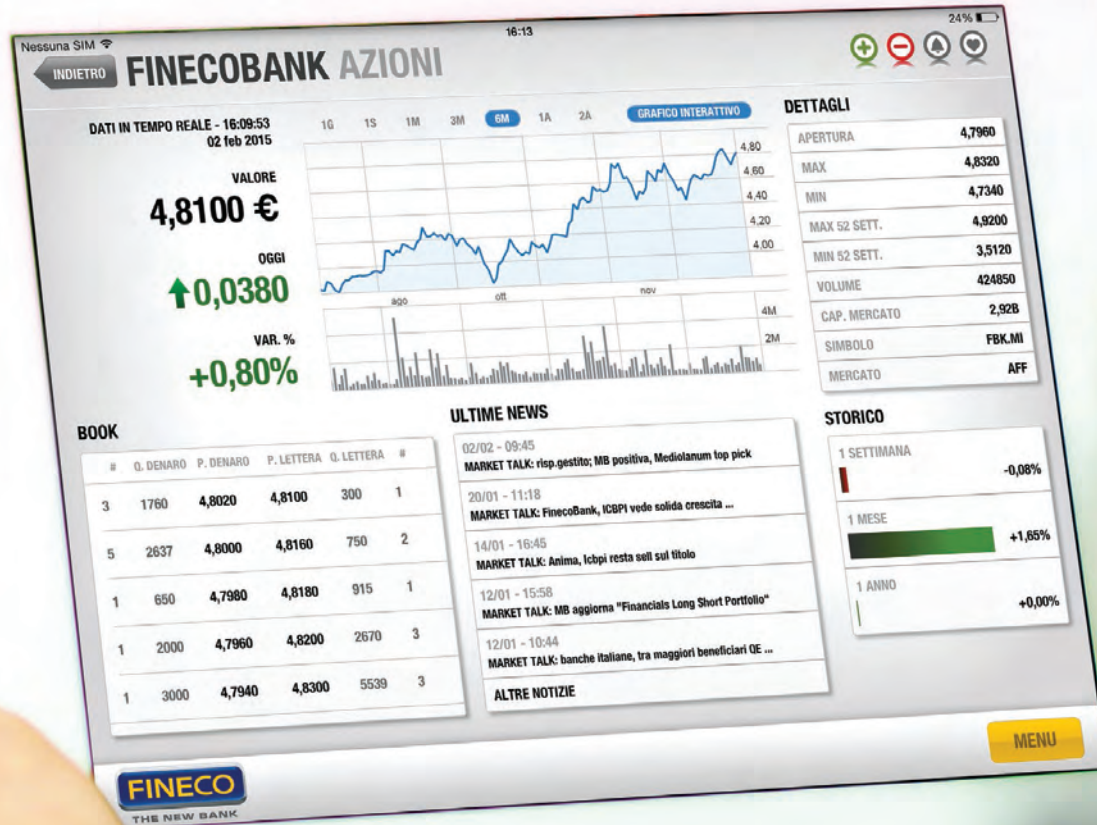 Nessuna SIM 16:13 24%
INDIETRO FINECOBANK AZIONI
DATI IN TEMPO REALE - 16:09:53
02 feb 2015
VALORE
4,8100 €
OGGI
0,0380
VAR. %
+0,80%
1G 1S 1M 3M 6M 1A 2A GRAFICO INTERATTIVO
4,80
4,60
4,40
4,20
4,00
ago ott nov
4M
2M
DETTAGLI
APERTURA 4,7960
MAX 4,8320
MIN 4,7340
MAX 52 SETT. 4,9200
MIN 52 SETT. 3,5120
VOLUME 424850
CAP. MERCATO 2,92B
SIMBOLO FBK.MI
MERCATO AFF
BOOK
# Q. DENARO P. DENARO P. LETTERA Q. LETTERA #
3 1760 4,8020 4,8100 300 1
5 2637 4,8000 4,8160 750 2
1 650 4,7980 4,8180 915 1
1 2000 4,7960 4,8200 2670 3
1 3000 4,7940 4,8300 5539 3
ULTIME NEWS
02/02 - 09:45
MARKET TALK: risp.gestito; MB positiva, Mediolanum top pick
20/01 - 11:18
MARKET TALK: FinecoBank, ICBPI vede solida crescita ...
14/01 - 16:45
MARKET TALK: Anima, Icbpi resta sell sul titolo
12/01 - 15:58
MARKET TALK: MB aggiorna "Financials Long Short Portfolio"
12/01 - 10:44
MARKET TALK: banche italiane, tra maggiori beneficiari QE ...
ALTRE NOTIZIE
STORICO
1 SETTIMANA
-0,08%
1 MESE
+1,65%
1 ANNO
+0,00%
MENU
FINECO
THE NEW BANK